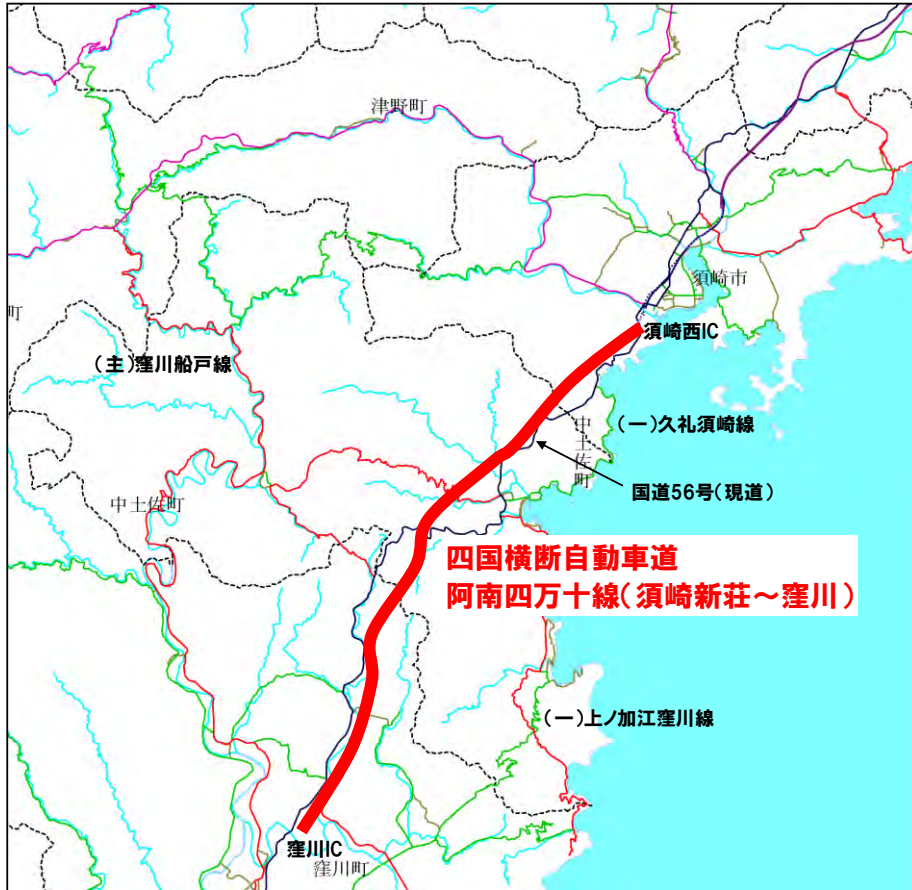 津野町
須崎市
町
須崎西IC
(主)窪川船戸線
(一)久礼須崎線
中土佐町
国道56号(現道)
中土佐町
四国横断自動車道
阿南四万十線(須崎新荘~窪川)
(一)上ノ加江窪川線
窪川IC
窪川町